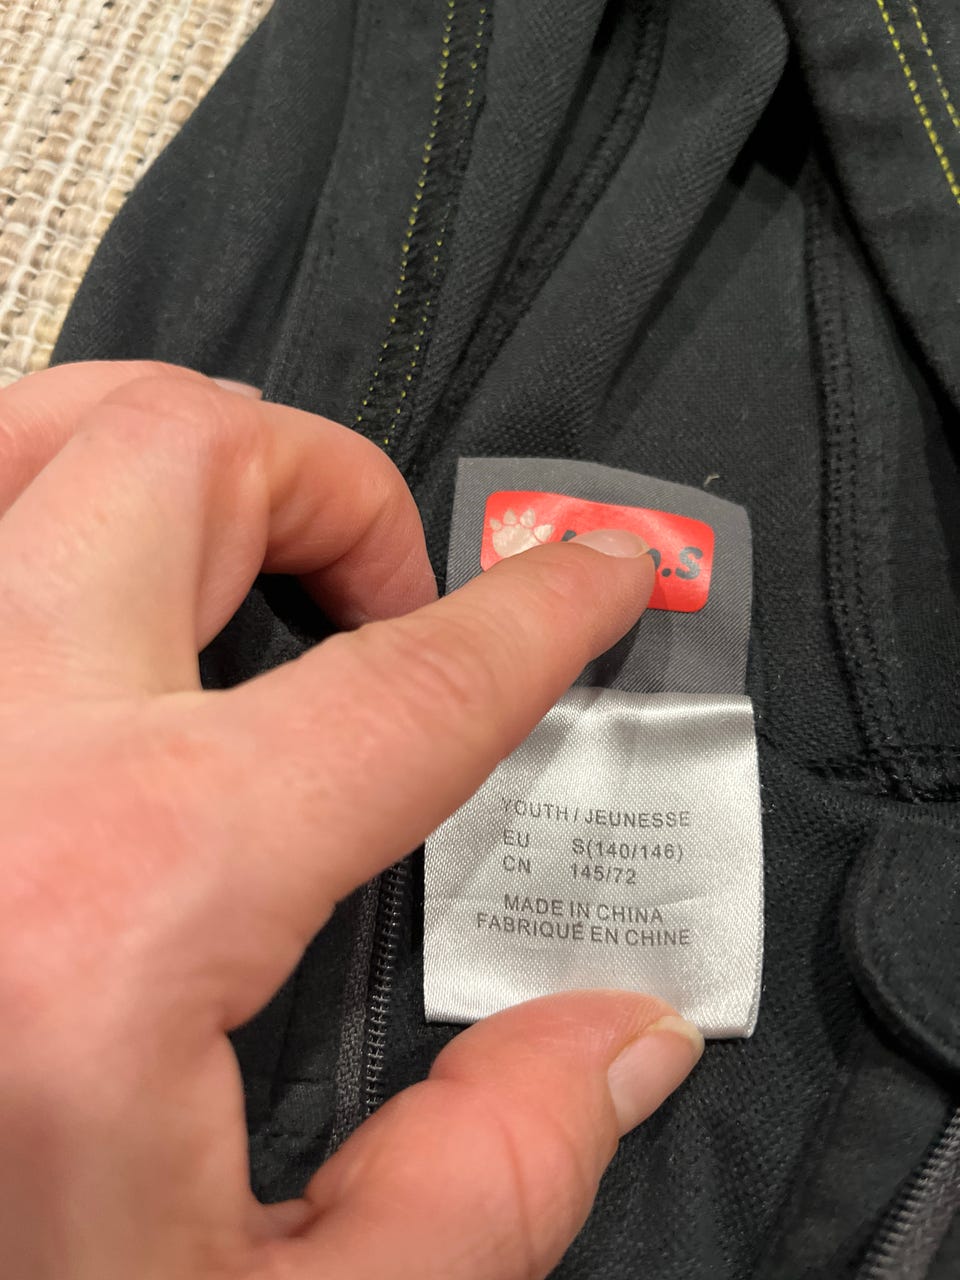 YOUTH / JEUNESSE
EU S(140/146)
CN 145/72
MADE IN CHINA
FABRIQUÉ EN CHINE